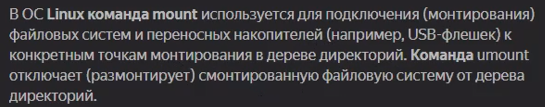 В ОС Linux команда mount используется для подключения (монтирования)
файловых систем и переносных накопителей (например, USB-флешек) к
конкретным точкам монтирования в дереве директорий. Команда umount
отключает (размонтирует) смонтированную файловую систему от дерева
директорий.